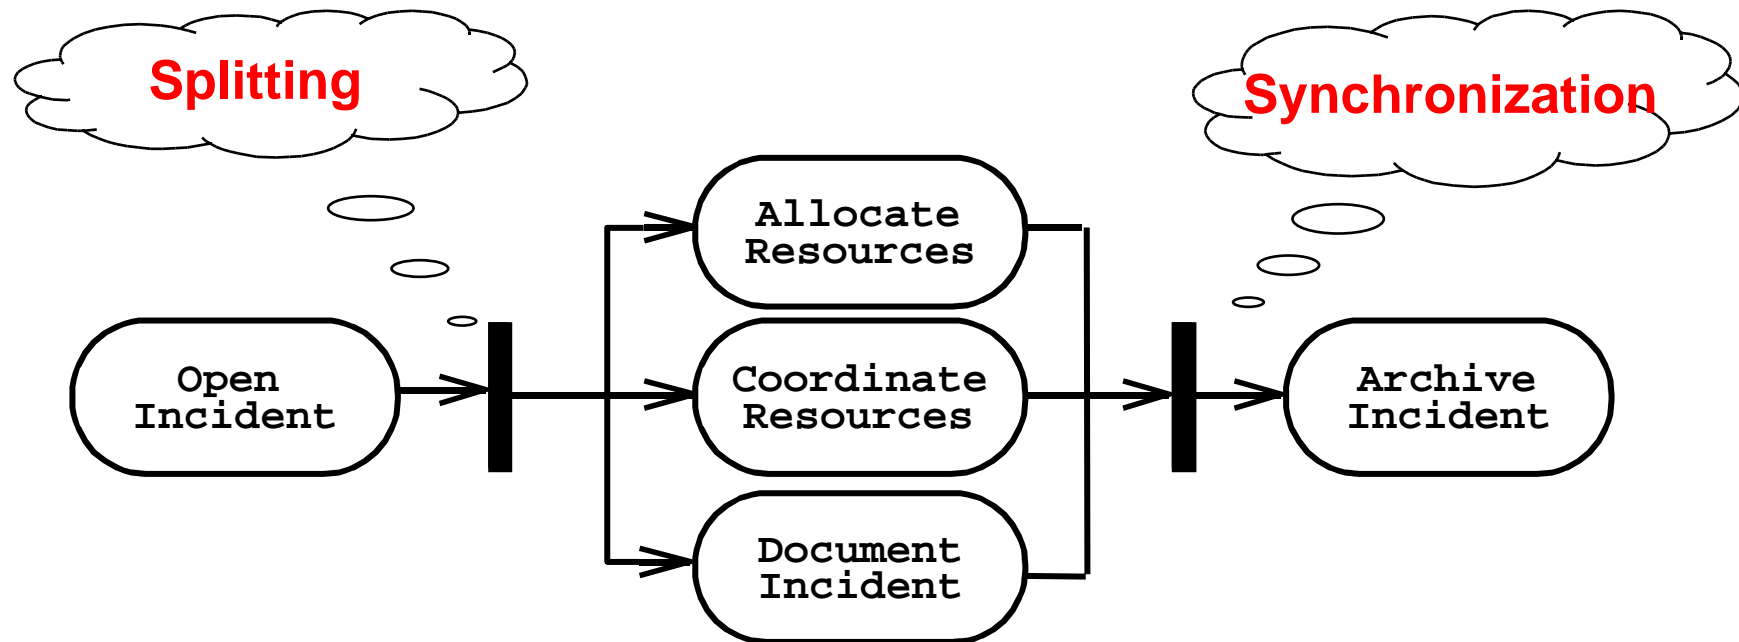 Splitting
Synchronization
Allocate
Resources
Open
Incident
Coordinate
Resources
Archive
Incident
Document
Incident